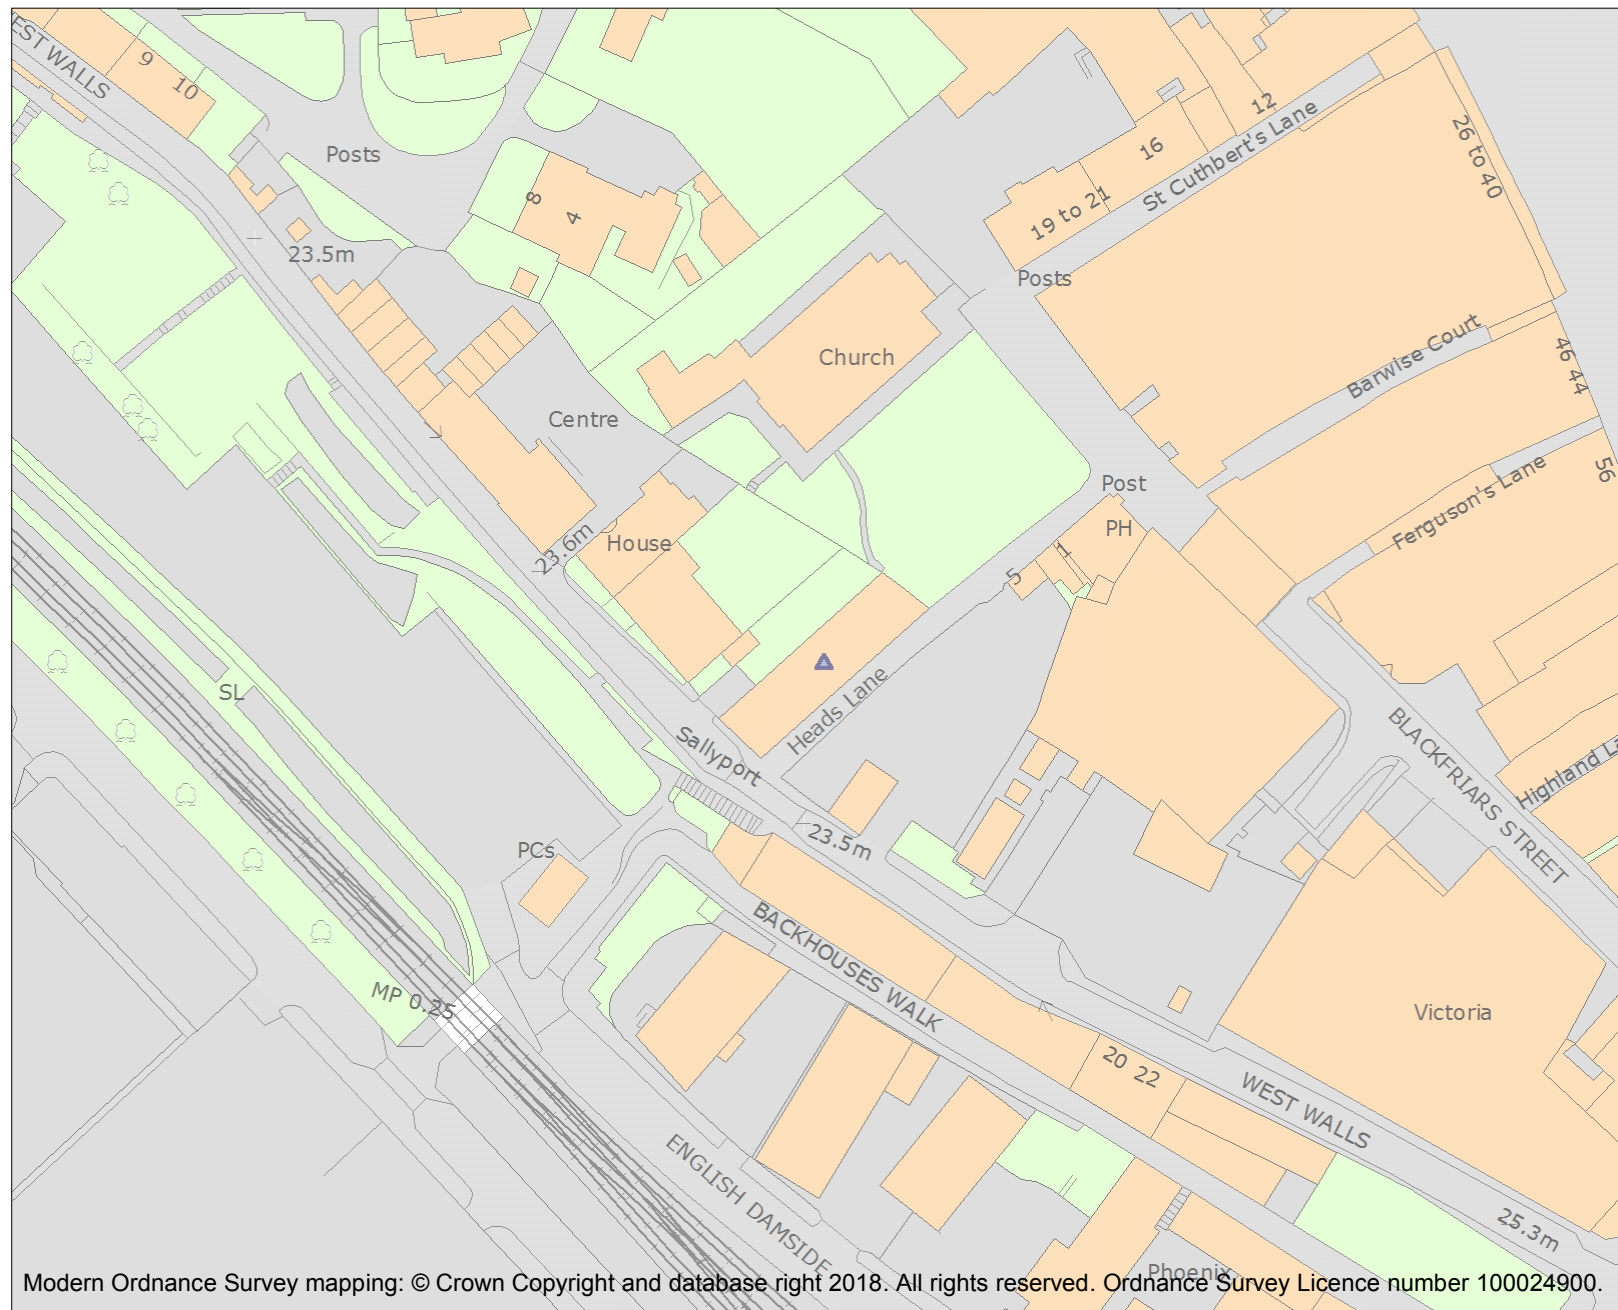 EST WALLS
9
10
Posts
8
4
23.5m
12
16
19 to 21
St Cuthbert's Lane
26 to 40
Posts
Church
Centre
Barwise Court
46 44
56
Ferguson's Lane
Post
PH
1
5
23.6m
House
SL
Heads Lane
Sallyport
BLACKFRIARS STREET
Highland La
PCs
23.5m
BACKHOUSES WALK
MP 0.25
Victoria
20 22
WEST WALLS
ENGLISH DAMSIDE
25.3m
Phoenix
Modern Ordnance Survey mapping: © Crown Copyright and database right 2018. All rights reserved. Ordnance Survey Licence number 100024900.